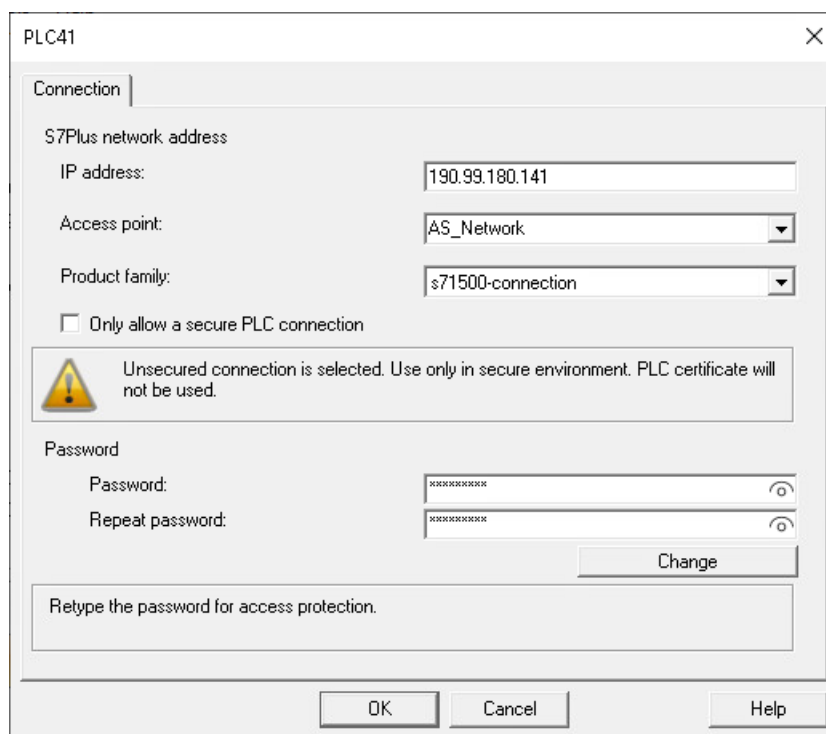 PLC41
Connection
S7Plus network address
IP address:
190.99.180.141
Access point:
AS_Network
Product family:
s71500-connection
Only allow a secure PLC connection
Unsecured connection is selected. Use only in secure environment. PLC certificate will
not be used.
Password
Password:
*********
Repeat password:
*********
Change
Retype the password for access protection.
OK
Cancel
Help